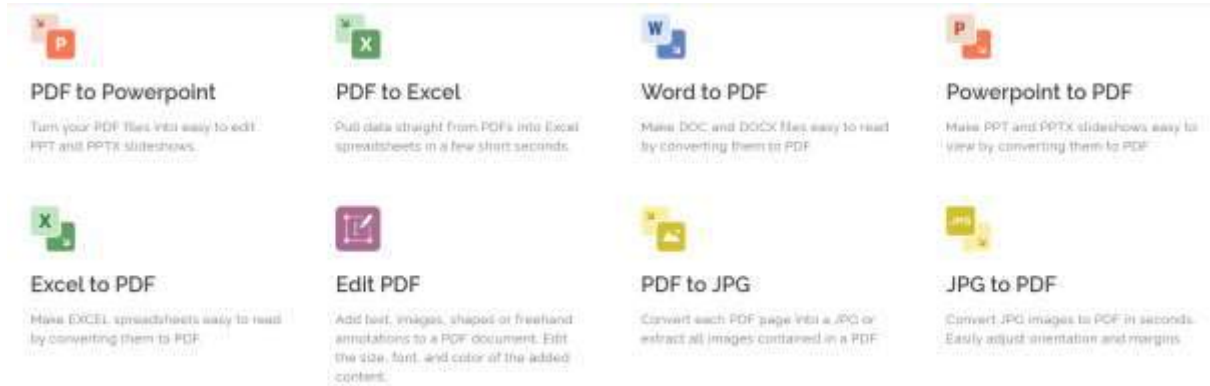 P
PDF to Powerpoint
Turn your PDF files into easy to edit
PPT and PPTX slideshows.
X
PDF to Excel
Pull data straight from PDFs into Excel
spreadsheets in a few short seconds.
W
Word to PDF
Make DOC and DOCX files easy to read
by converting them to PDF.
P
Powerpoint to PDF
Make PPT and PPTX slideshows easy to
view by converting them to PDF.
X
Excel to PDF
Make EXCEL spreadsheets easy to read
by converting them to PDF.
Edit PDF
Add text, images, shapes or freehand
annotations to a PDF document. Edit
the size, font, and color of the added
content.
PDF to JPG
Convert each PDF page into a JPG or
extract all images contained in a PDF.
JPG
JPG to PDF
Convert JPG images to PDF in seconds.
Easily adjust orientation and margins.